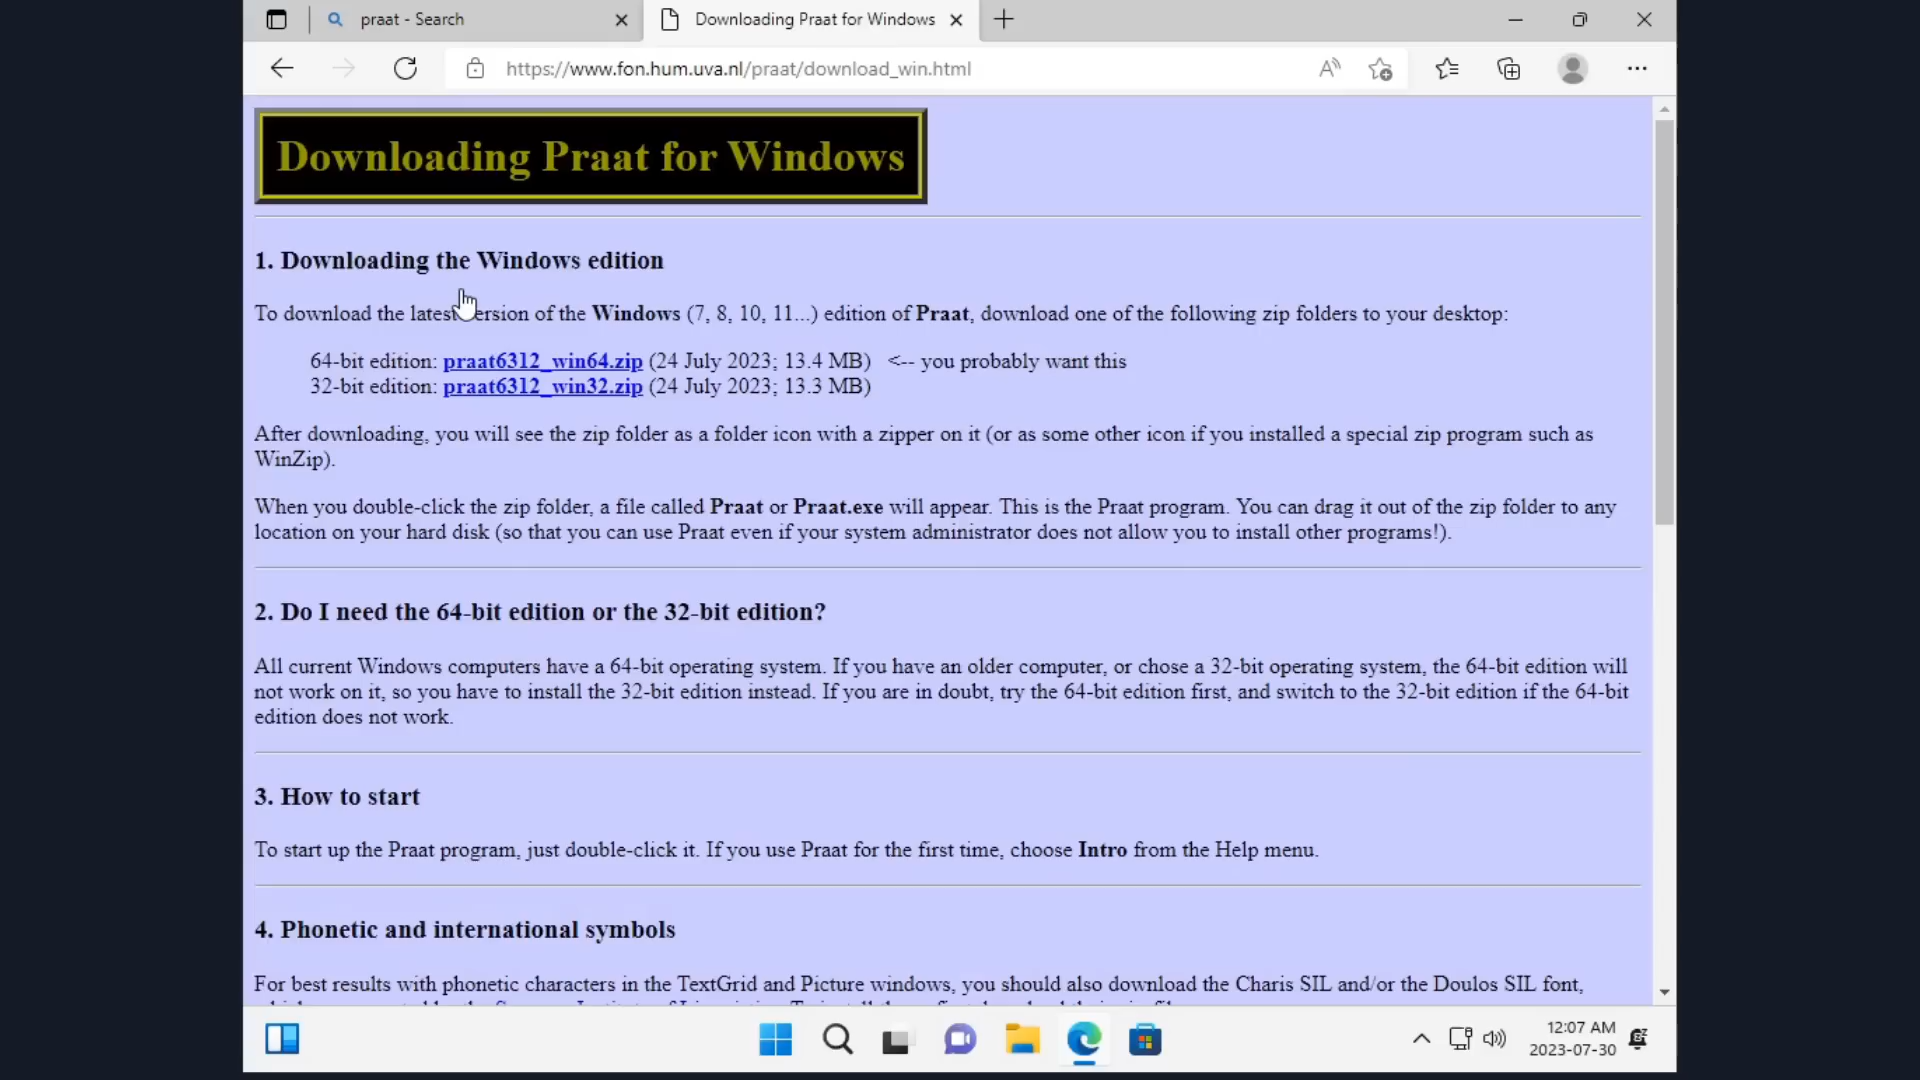 praat - Search
Downloading Praat for Windows
https://www.fon.hum.uva.nl/praat/download_win.html
Downloading Praat for Windows
1. Downloading the Windows edition
To download the latest version of the Windows (7, 8, 10, 11...) edition of Praat, download one of the following zip folders to your desktop:
64-bit edition: praat6312_win64.zip (24 July 2023; 13.4 MB) <-- you probably want this
32-bit edition: praat6312_win32.zip (24 July 2023; 13.3 MB)
After downloading, you will see the zip folder as a folder icon with a zipper on it (or as some other icon if you installed a special zip program such as
WinZip).
When you double-click the zip folder, a file called Praat or Praat.exe will appear. This is the Praat program. You can drag it out of the zip folder to any
location on your hard disk (so that you can use Praat even if your system administrator does not allow you to install other programs!).
2. Do I need the 64-bit edition or the 32-bit edition?
All current Windows computers have a 64-bit operating system. If you have an older computer, or chose a 32-bit operating system, the 64-bit edition will
not work on it, so you have to install the 32-bit edition instead. If you are in doubt, try the 64-bit edition first, and switch to the 32-bit edition if the 64-bit
edition does not work.
3. How to start
To start up the Praat program, just double-click it. If you use Praat for the first time, choose Intro from the Help menu.
4. Phonetic and international symbols
For best results with phonetic characters in the TextGrid and Picture windows, you should also download the Charis SIL and/or the Doulos SIL font,
12:07 AM
2023-07-30